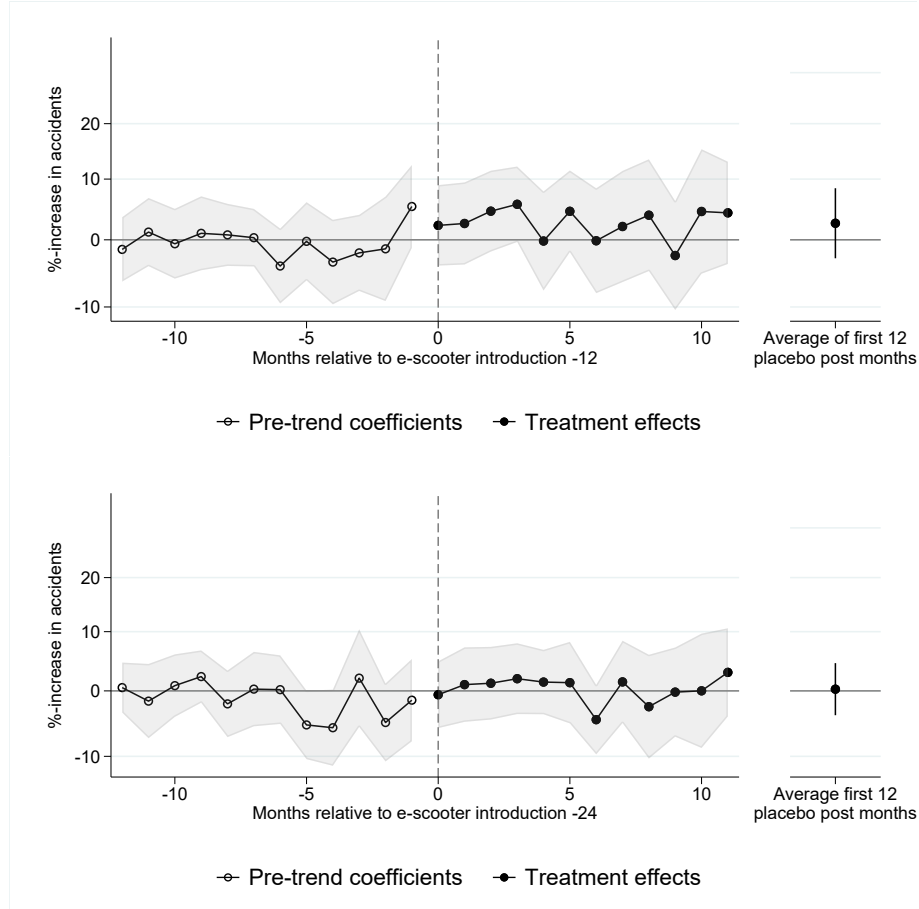 %-increase in accidents
20
10
0
-10
-10 -5 0 5 10
Months relative to e-scooter introduction -12
Average of first 12
placebo post months
Pre-trend coefficients Treatment effects
%-increase in accidents
20
10
0
-10
-10 -5 0 5 10
Months relative to e-scooter introduction -24
Average first 12
placebo post months
Pre-trend coefficients Treatment effects